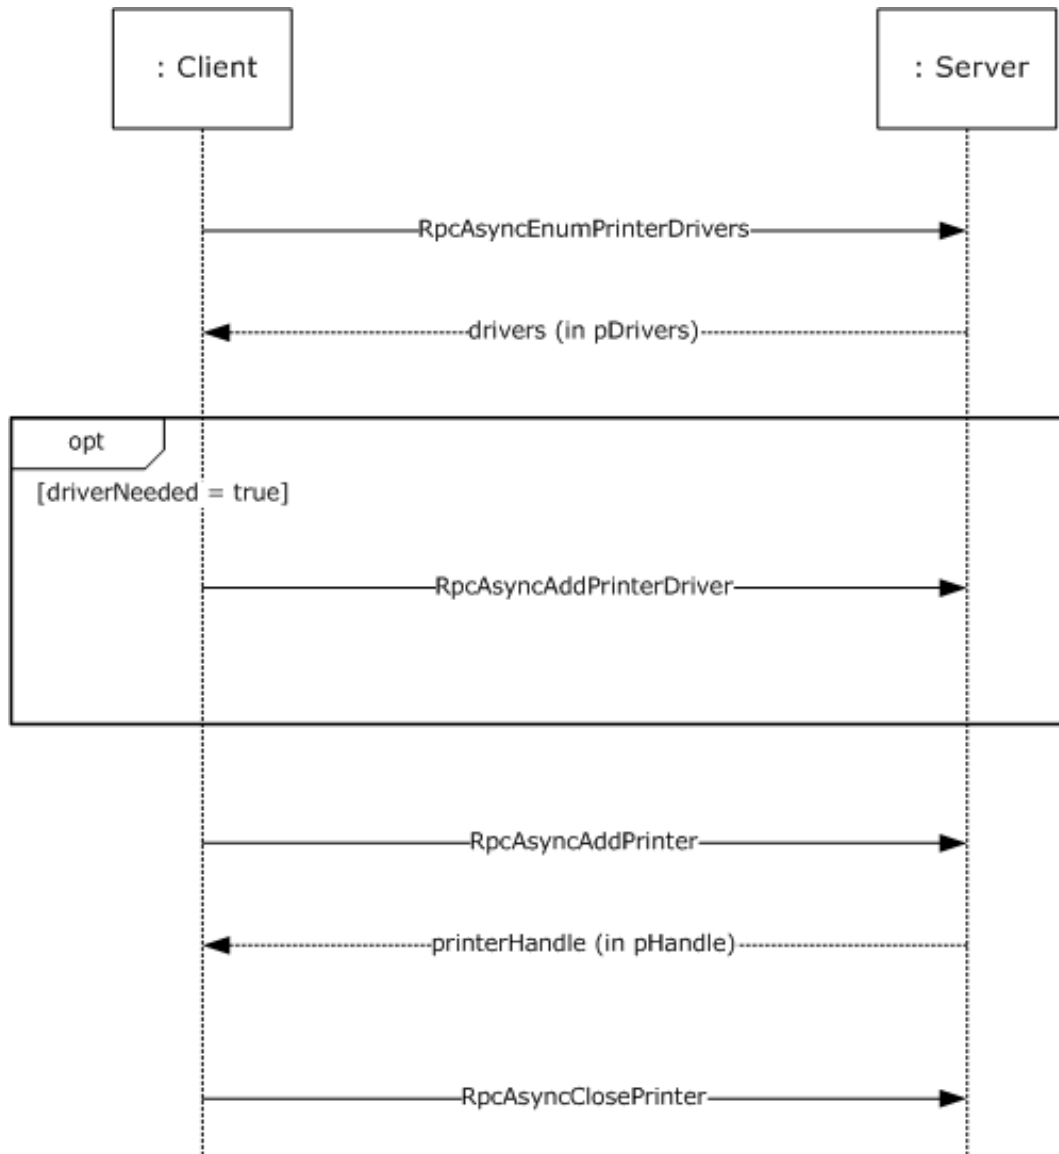 : Client
: Server
RpcAsyncEnumPrinterDrivers
drivers (in pDrivers)
opt
[driverNeeded = true]
RpcAsyncAddPrinterDriver
RpcAsyncAddPrinter
printerHandle (in pHandle)
RpcAsyncClosePrinter